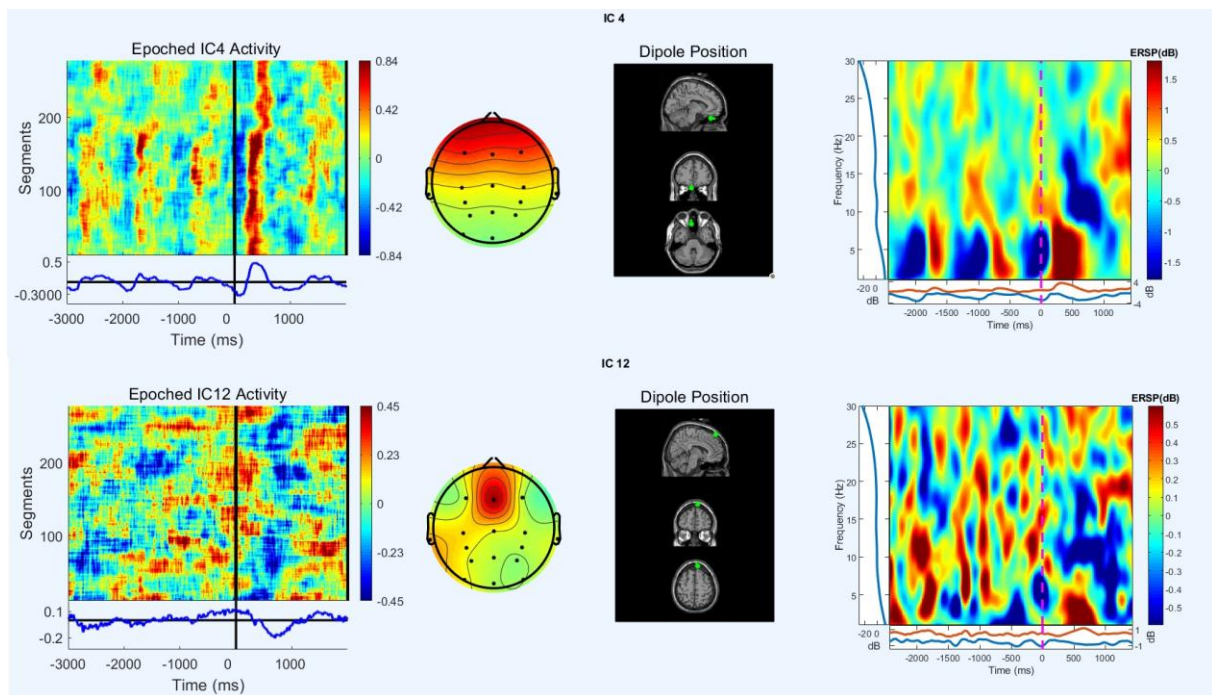 IC 4
Epoched IC4 Activity
Dipole Position
ERSP(dB)
Segments
200
100
0.84
0.42
0
-0.42
-0.84
0.5
-0.3000
-3000 -2000 -1000 0 1000
Time (ms)
Frequency (Hz)
30
25
20
15
10
5
1.5
1
0.5
0
-0.5
-1
-1.5
-20 0
dB
4
-4
dB
-2000 -1500 -1000 -500 0 500 1000
Time (ms)
IC 12
Epoched IC12 Activity
Dipole Position
ERSP(dB)
Segments
200
100
0.45
0.23
0
-0.23
-0.45
0.1
-0.2
-3000 -2000 -1000 0 1000
Time (ms)
Frequency (Hz)
30
25
20
15
10
5
0.5
0.4
0.3
0.2
0.1
0
-0.1
-0.2
-0.3
-0.4
-0.5
-20 0
dB
1
-1
dB
-2000 -1500 -1000 -500 0 500 1000
Time (ms)